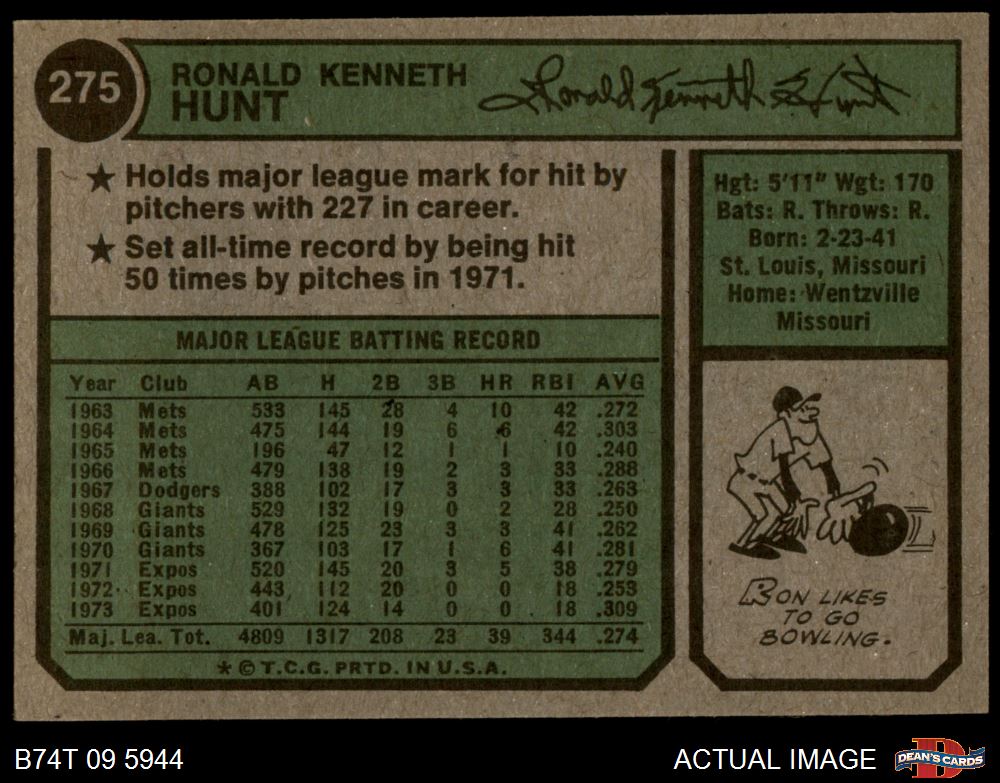 275
RONALD KENNETH
HUNT
Ronald Kenneth Hunt
★ Holds major league mark for hit by
pitchers with 227 in career.
★ Set all-time record by being hit
50 times by pitches in 1971.
Hgt: 5'11" Wgt: 170
Bats: R. Throws: R.
Born: 2-23-41
St. Louis, Missouri
Home: Wentzville
Missouri
MAJOR LEAGUE BATTING RECORD
Year Club AB H 2B 3B HR RBI AVG
1963 Mets 533 145 28 4 10 42 .272
1964 Mets 475 144 19 6 6 42 .303
1965 Mets 196 47 12 1 1 10 .240
1966 Mets 479 138 19 2 3 33 .288
1967 Dodgers 388 102 17 3 3 33 .263
1968 Giants 529 132 19 0 2 28 .250
1969 Giants 478 125 23 3 3 41 .262
1970 Giants 367 103 17 1 6 41 .281
1971 Expos 520 145 20 3 5 38 .279
1972 Expos 443 112 20 0 0 18 .253
1973 Expos 401 124 14 0 0 18 .309
Maj. Lea. Tot. 4809 1317 208 23 39 344 .274
* © T.C.G. PRTD. IN U.S.A.
RON LIKES
TO GO
BOWLING.
B74T 09 5944
ACTUAL IMAGE
D
DEAN'S CARDS